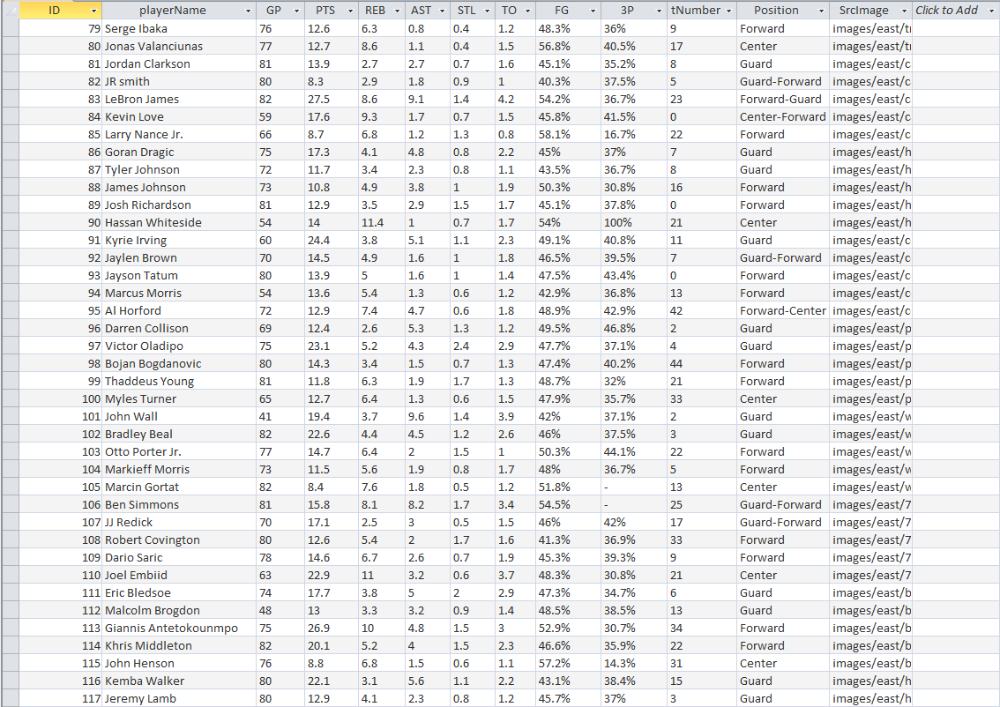 ID playerName GP PTS REB AST STL TO FG 3P tNumber Position SrcImage Click to Add
79 Serge Ibaka 76 12.6 6.3 0.8 0.4 1.2 48.3% 36% 9 Forward images/east/tr
80 Jonas Valanciunas 77 12.7 8.6 1.1 0.4 1.5 56.8% 40.5% 17 Center images/east/tr
81 Jordan Clarkson 81 13.9 2.7 2.7 0.7 1.6 45.1% 35.2% 8 Guard images/east/c
82 JR smith 80 8.3 2.9 1.8 0.9 1 40.3% 37.5% 5 Guard-Forward images/east/c
83 LeBron James 82 27.5 8.6 9.1 1.4 4.2 54.2% 36.7% 23 Forward-Guard images/east/c
84 Kevin Love 59 17.6 9.3 1.7 0.7 1.5 45.8% 41.5% 0 Center-Forward images/east/c
85 Larry Nance Jr. 66 8.7 6.8 1.2 1.3 0.8 58.1% 16.7% 22 Forward images/east/c
86 Goran Dragic 75 17.3 4.1 4.8 0.8 2.2 45% 37% 7 Guard images/east/h
87 Tyler Johnson 72 11.7 3.4 2.3 0.8 1.1 43.5% 36.7% 8 Guard images/east/h
88 James Johnson 73 10.8 4.9 3.8 1 1.9 50.3% 30.8% 16 Forward images/east/h
89 Josh Richardson 81 12.9 3.5 2.9 1.5 1.7 45.1% 37.8% 0 Forward images/east/h
90 Hassan Whiteside 54 14 11.4 1 0.7 1.7 54% 100% 21 Center images/east/h
91 Kyrie Irving 60 24.4 3.8 5.1 1.1 2.3 49.1% 40.8% 11 Guard images/east/c
92 Jaylen Brown 70 14.5 4.9 1.6 1 1.8 46.5% 39.5% 7 Guard-Forward images/east/c
93 Jayson Tatum 80 13.9 5 1.6 1 1.4 47.5% 43.4% 0 Forward images/east/c
94 Marcus Morris 54 13.6 5.4 1.3 0.6 1.2 42.9% 36.8% 13 Forward images/east/c
95 Al Horford 72 12.9 7.4 4.7 0.6 1.8 48.9% 42.9% 42 Forward-Center images/east/c
96 Darren Collison 69 12.4 2.6 5.3 1.3 1.2 49.5% 46.8% 2 Guard images/east/p
97 Victor Oladipo 75 23.1 5.2 4.3 2.4 2.9 47.7% 37.1% 4 Guard images/east/p
98 Bojan Bogdanovic 80 14.3 3.4 1.5 0.7 1.3 47.4% 40.2% 44 Forward images/east/p
99 Thaddeus Young 81 11.8 6.3 1.9 1.7 1.3 48.7% 32% 21 Forward images/east/p
100 Myles Turner 65 12.7 6.4 1.3 0.6 1.5 47.9% 35.7% 33 Center images/east/p
101 John Wall 41 19.4 3.7 9.6 1.4 3.9 42% 37.1% 2 Guard images/east/w
102 Bradley Beal 82 22.6 4.4 4.5 1.2 2.6 46% 37.5% 3 Guard images/east/w
103 Otto Porter Jr. 77 14.7 6.4 2 1.5 1 50.3% 44.1% 22 Forward images/east/w
104 Markieff Morris 73 11.5 5.6 1.9 0.8 1.7 48% 36.7% 5 Forward images/east/w
105 Marcin Gortat 82 8.4 7.6 1.8 0.5 1.2 51.8% - 13 Center images/east/w
106 Ben Simmons 81 15.8 8.1 8.2 1.7 3.4 54.5% - 25 Guard-Forward images/east/7
107 JJ Redick 70 17.1 2.5 3 0.5 1.5 46% 42% 17 Guard-Forward images/east/7
108 Robert Covington 80 12.6 5.4 2 1.7 1.6 41.3% 36.9% 33 Forward images/east/7
109 Dario Saric 78 14.6 6.7 2.6 0.7 1.9 45.3% 39.3% 9 Forward images/east/7
110 Joel Embiid 63 22.9 11 3.2 0.6 3.7 48.3% 30.8% 21 Center images/east/7
111 Eric Bledsoe 74 17.7 3.8 5 2 2.9 47.3% 34.7% 6 Guard images/east/b
112 Malcolm Brogdon 48 13 3.3 3.2 0.9 1.4 48.5% 38.5% 13 Guard images/east/b
113 Giannis Antetokounmpo 75 26.9 10 4.8 1.5 3 52.9% 30.7% 34 Forward images/east/b
114 Khris Middleton 82 20.1 5.2 4 1.5 2.3 46.6% 35.9% 22 Forward images/east/b
115 John Henson 76 8.8 6.8 1.5 0.6 1.1 57.2% 14.3% 31 Center images/east/b
116 Kemba Walker 80 22.1 3.1 5.6 1.1 2.2 43.1% 38.4% 15 Guard images/east/h
117 Jeremy Lamb 80 12.9 4.1 2.3 0.8 1.2 45.7% 37% 3 Guard images/east/h